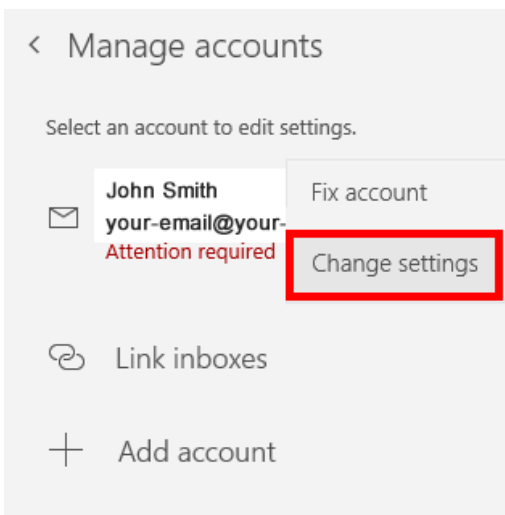 Manage accounts
Select an account to edit settings.
John Smith
your-email@your-
Attention required
Fix account
Change settings
Link inboxes
Add account